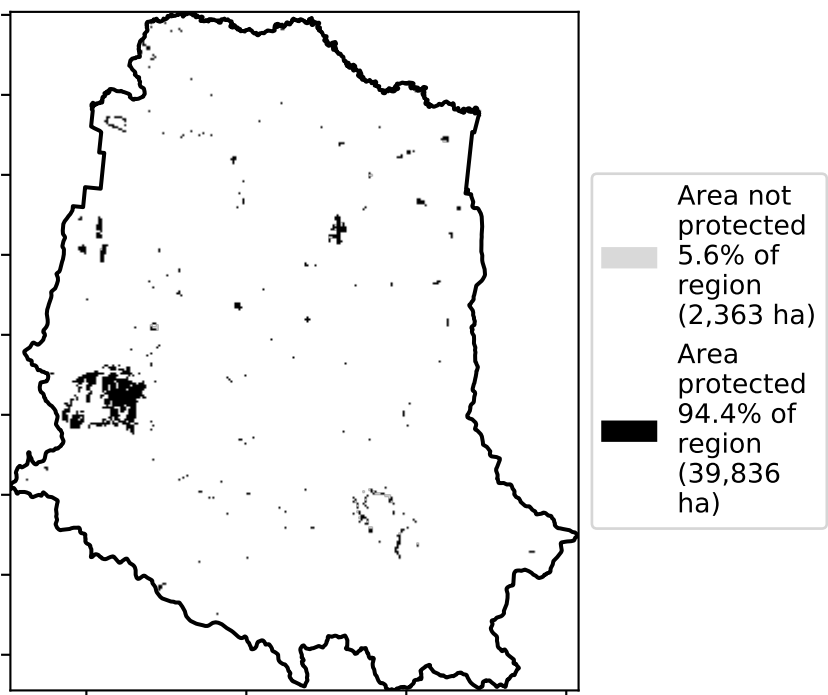 Area not
protected
5.6% of
region
(2,363 ha)
Area
protected
94.4% of
region
(39,836
ha)